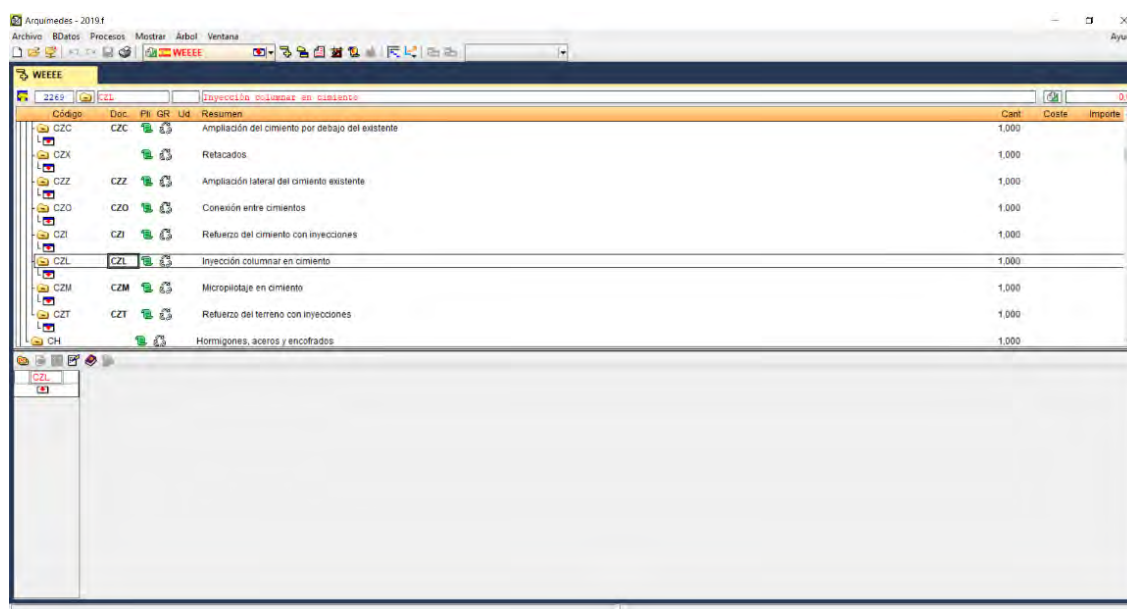 Arquimedes - 2019.f
Archivo BDatos Procesos Mostrar Árbol Ventana Ayu
WEEEE
WEEEE
2269 CZL Inyección columnar en cimiento 0,0
Código Doc. Pli GR Ud Resumen Cant Coste Importe
CZC CZC Ampliación del cimiento por debajo del existente 1,000
CZX Retacados 1,000
CZZ CZZ Ampliación lateral del cimiento existente 1,000
CZO CZO Conexión entre cimientos 1,000
CZI CZI Refuerzo del cimiento con inyecciones 1,000
CZL CZL Inyección columnar en cimiento 1,000
CZM CZM Micropilotaje en cimiento 1,000
CZT CZT Refuerzo del terreno con inyecciones 1,000
CH Hormigones, aceros y encofrados 1,000
CZL